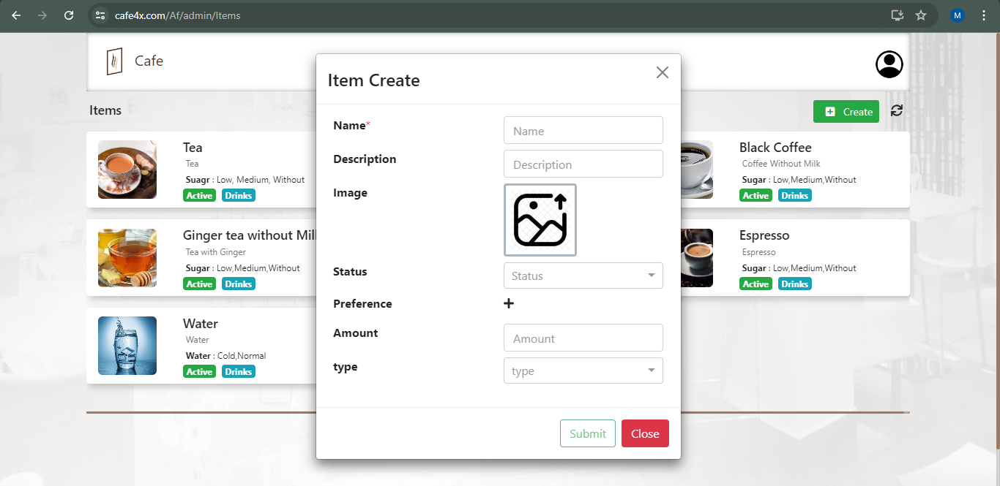 cafe4x.com/Af/admin/Items
M
Cafe
Items
Create
Tea
Tea
Suagr : Low, Medium, Without
Active Drinks
Ginger tea without Mil
Tea with Ginger
Sugar : Low,Medium,Without
Active Drinks
Water
Water
Water : Cold,Normal
Active Drinks
Item Create
Name*
Name
Description
Description
Image
Status
Status
Preference
Amount
Amount
type
type
Submit
Close
Black Coffee
Coffee Without Milk
Sugar : Low,Medium,Without
Active Drinks
Espresso
Espresso
Sugar : Low,Medium,Without
Active Drinks